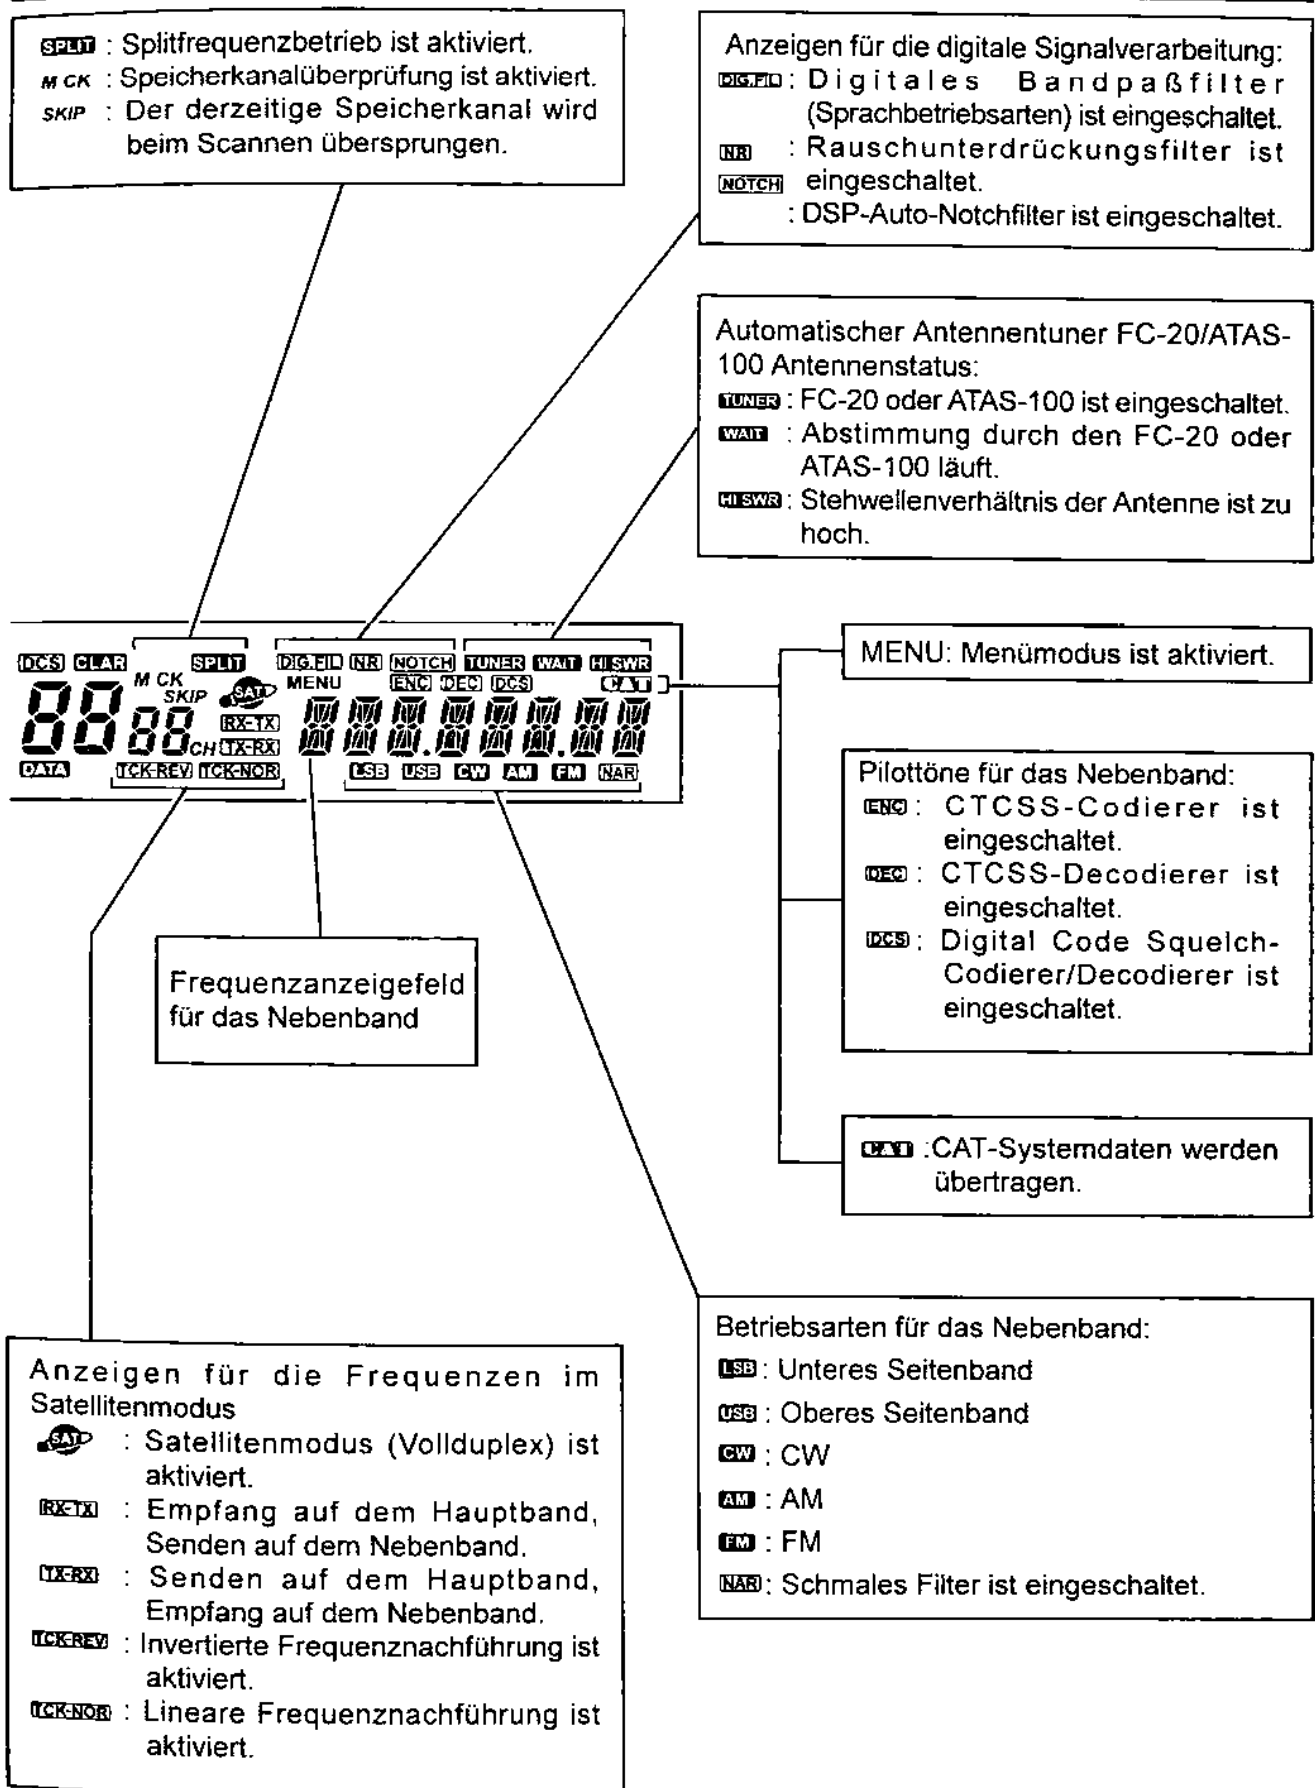 SPLIT : Splitfrequenzbetrieb ist aktiviert.
M CK : Speicherkanalüberprüfung ist aktiviert.
SKIP : Der derzeitige Speicherkanal wird
beim Scannen übersprungen.
Anzeigen für die digitale Signalverarbeitung:
DIG.FIL : Digitales Bandpaßfilter
(Sprachbetriebsarten) ist eingeschaltet.
NR : Rauschunterdrückungsfilter ist
NOTCH eingeschaltet.
: DSP-Auto-Notchfilter ist eingeschaltet.
Automatischer Antennentuner FC-20/ATAS-
100 Antennenstatus:
TUNER : FC-20 oder ATAS-100 ist eingeschaltet.
WAIT : Abstimmung durch den FC-20 oder
ATAS-100 läuft.
HI SWR : Stehwellenverhältnis der Antenne ist zu
hoch.
DCS CLAR SPLIT DIG.FIL NR NOTCH TUNER WAIT HI SWR
M CK SAT MENU ENC DEC DCS CAT
SKIP
88 88 CH RX-TX
TX-RX
DATA TCK-REV TCK-NOR LSB USB CW AM FM NAR
MENU: Menümodus ist aktiviert.
Pilottöne für das Nebenband:
ENC : CTCSS-Codierer ist
eingeschaltet.
DEC : CTCSS-Decodierer ist
eingeschaltet.
DCS : Digital Code Squelch-
Codierer/Decodierer ist
eingeschaltet.
Frequenzanzeigefeld
für das Nebenband
CAT :CAT-Systemdaten werden
übertragen.
Anzeigen für die Frequenzen im
Satellitenmodus
SAT : Satellitenmodus (Vollduplex) ist
aktiviert.
RX-TX : Empfang auf dem Hauptband,
Senden auf dem Nebenband.
TX-RX : Senden auf dem Hauptband,
Empfang auf dem Nebenband.
TCK-REV : Invertierte Frequenznachführung ist
aktiviert.
TCK-NOR : Lineare Frequenznachführung ist
aktiviert.
Betriebsarten für das Nebenband:
LSB : Unteres Seitenband
USB : Oberes Seitenband
CW : CW
AM : AM
FM : FM
NAR : Schmales Filter ist eingeschaltet.